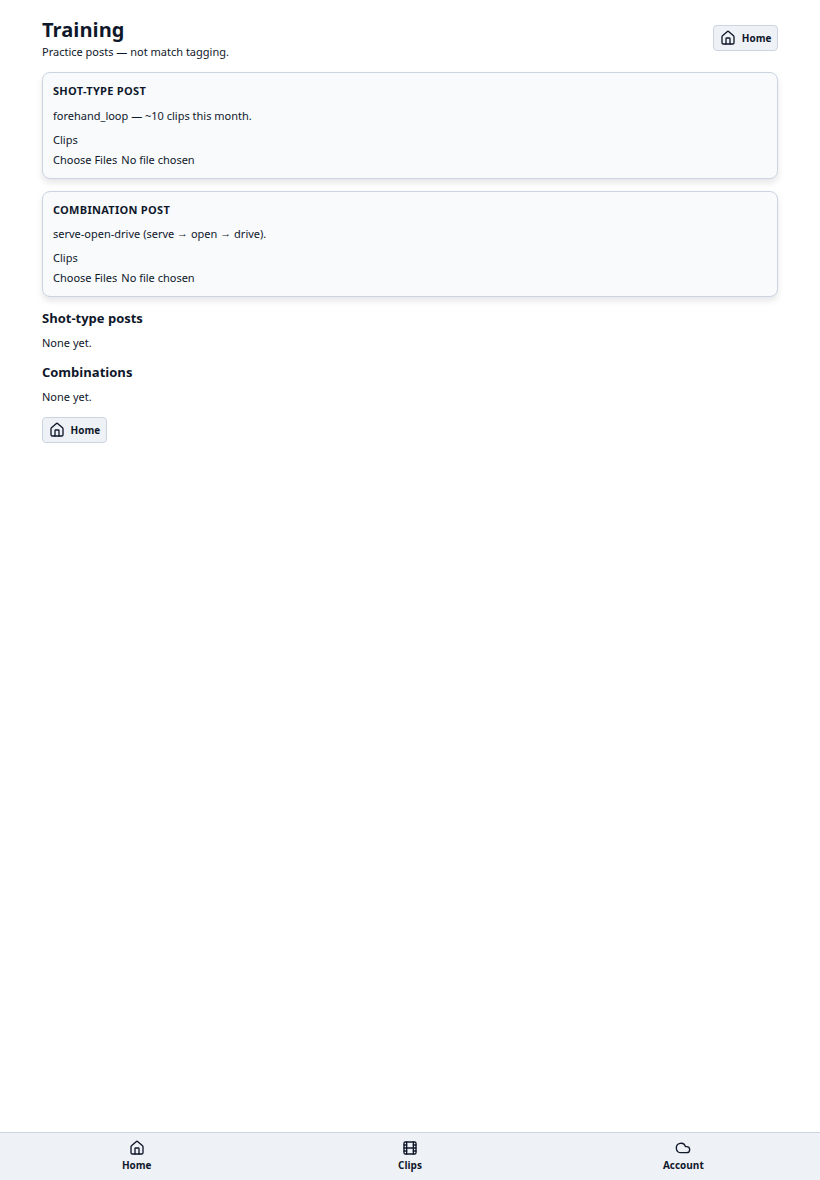 Training
Home
Practice posts — not match tagging.
SHOT-TYPE POST
forehand_loop — ~10 clips this month.
Clips
Choose Files No file chosen
COMBINATION POST
serve-open-drive (serve → open → drive).
Clips
Choose Files No file chosen
Shot-type posts
None yet.
Combinations
None yet.
Home
Home
Clips
Account